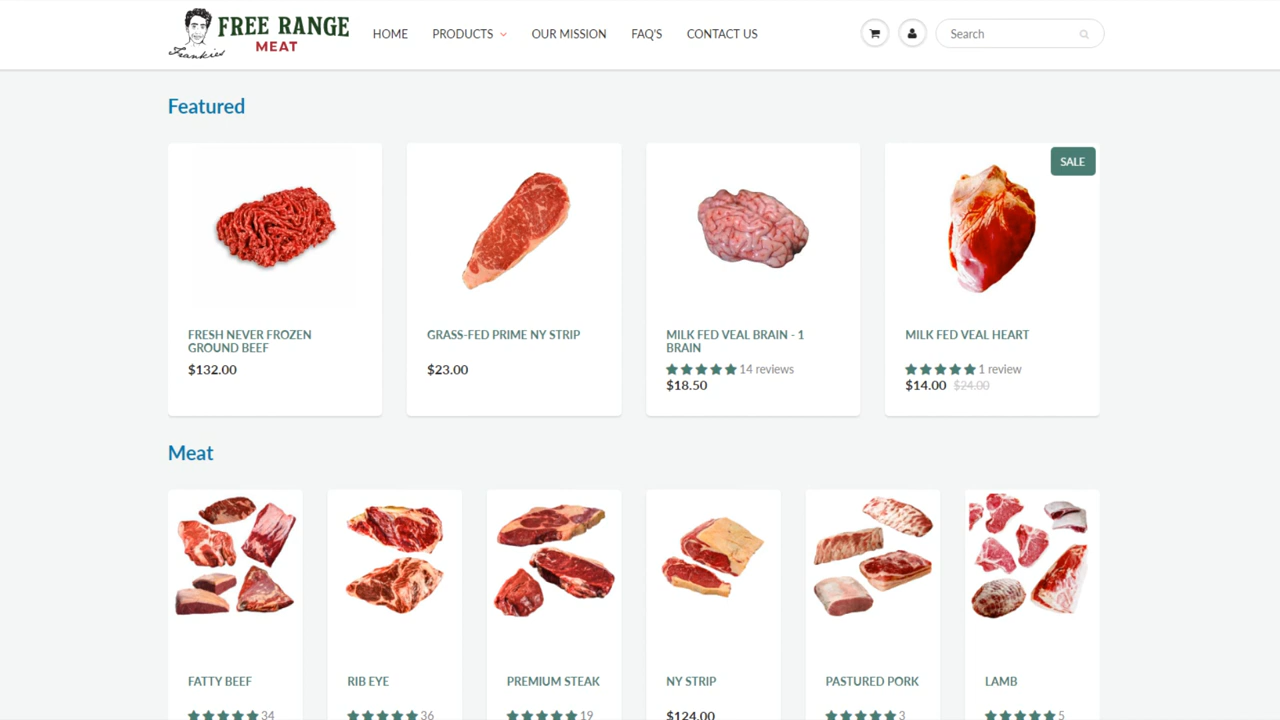 Frankies
FREE RANGE
MEAT
HOME
PRODUCTS
OUR MISSION
FAQ'S
CONTACT US
Search
Featured
SALE
FRESH NEVER FROZEN
GROUND BEEF
$132.00
GRASS-FED PRIME NY STRIP
$23.00
MILK FED VEAL BRAIN - 1
BRAIN
14 reviews
$18.50
MILK FED VEAL HEART
1 review
$14.00 $24.00
Meat
FATTY BEEF
34
RIB EYE
36
PREMIUM STEAK
19
NY STRIP
$124.00
PASTURED PORK
3
LAMB
5